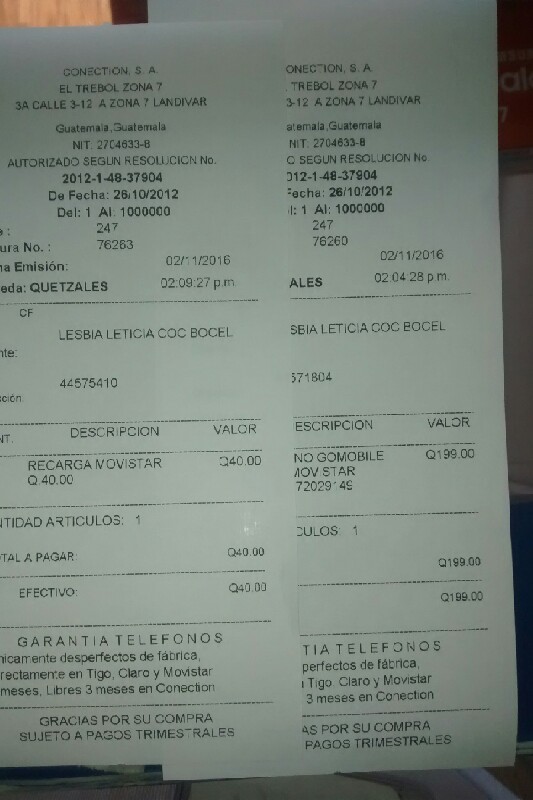 CONECTION, S. A.
EL TREBOL ZONA 7
3A CALLE 3-12 A ZONA 7 LANDIVAR
Guatemala,Guatemala
NIT. 2704633-8
AUTORIZADO SEGUN RESOLUCION No.
2012-1-48-37904
De Fecha: 26/10/2012
Del: 1 Al: 1000000
: 247
ura No. : 76263
a Emisión: 02/11/2016
eda: QUETZALES 02:09:27 p.m.
CF
LESBIA LETICIA COC BOCEL
nte:
44575410
ción:
NT. DESCRIPCION VALOR
RECARGA MOVISTAR Q40.00
Q.40.00
NTIDAD ARTICULOS: 1
OTAL A PAGAR: Q40.00
EFECTIVO: Q40.00
GARANTIA TELEFONOS
nicamente desperfectos de fábrica,
rectamente en Tigo, Claro y Movistar
meses, Libres 3 meses en Conection
GRACIAS POR SU COMPRA
SUJETO A PAGOS TRIMESTRALES
ONECTION, S. A.
TREBOL ZONA 7
3-12 A ZONA 7 LANDIVAR
atemala,Guatemala
NIT. 2704633-8
O SEGUN RESOLUCION No.
012-1-48-37904
Fecha: 26/10/2012
l: 1 Al: 1000000
247
76260
02/11/2016
ALES 02:04:28 p.m.
SBIA LETICIA COC BOCEL
571804
ESCRIPCION VALOR
NO GOMOBILE Q199.00
MOVISTAR
72029149
CULOS: 1
Q199.00
Q199.00
TIA TELEFONOS
perfectos de fábrica,
Tigo, Claro y Movistar
3 meses en Conection
AS POR SU COMPRA
PAGOS TRIMESTRALES